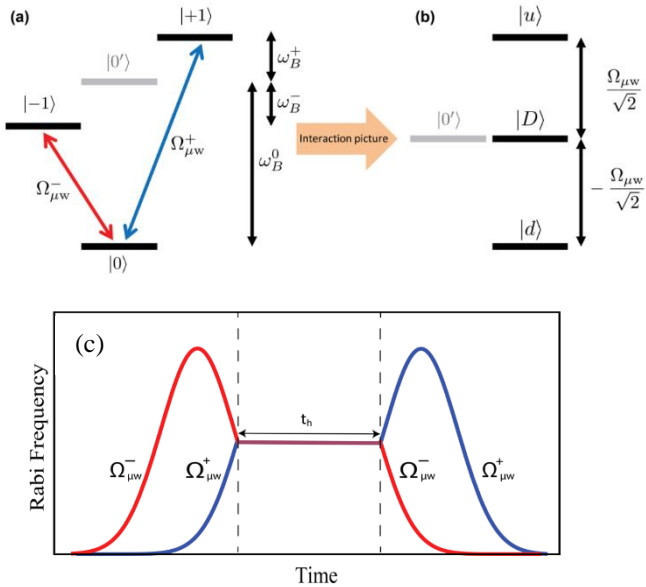 (a)
|+1⟩
|0′⟩
|−1⟩
Ω⁻μw
Ω⁺μw
|0⟩
ω⁺B
ω⁻B
ω⁰B
Interaction picture
(b)
|u⟩
|0′⟩
|D⟩
|d⟩
Ωμw
√2
− Ωμw
√2
(c)
Rabi Frequency
Ω⁻μw
Ω⁺μw
th
Ω⁻μw
Ω⁺μw
Time